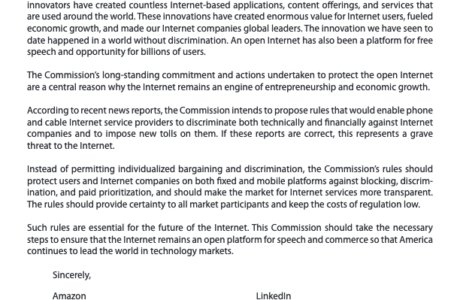 innovators have created countless Internet-based applications, content offerings, and services that
are used around the world. These innovations have created enormous value for Internet users, fueled
economic growth, and made our Internet companies global leaders. The innovation we have seen to
date happened in a world without discrimination. An open Internet has also been a platform for free
speech and opportunity for billions of users.
The Commission's long-standing commitment and actions undertaken to protect the open Internet
are a central reason why the Internet remains an engine of entrepreneurship and economic growth.
According to recent news reports, the Commission intends to propose rules that would enable phone
and cable Internet service providers to discriminate both technically and financially against Internet
companies and to impose new tolls on them. If these reports are correct, this represents a grave
threat to the Internet.
Instead of permitting individualized bargaining and discrimination, the Commission's rules should
protect users and Internet companies on both fixed and mobile platforms against blocking, discrim-
ination, and paid prioritization, and should make the market for Internet services more transparent.
The rules should provide certainty to all market participants and keep the costs of regulation low.
Such rules are essential for the future of the Internet. This Commission should take the necessary
steps to ensure that the Internet remains an open platform for speech and commerce so that America
continues to lead the world in technology markets.
Sincerely,
Amazon LinkedIn